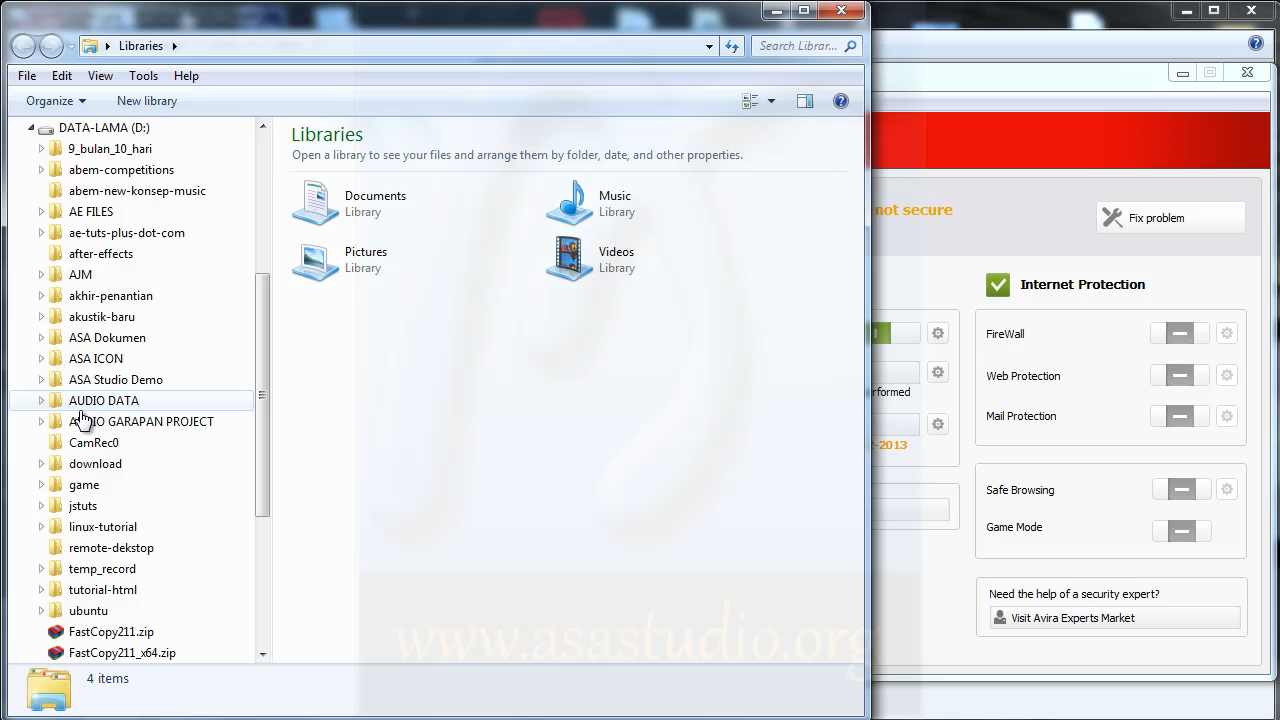 Libraries
Search Librar...
File Edit View Tools Help
Organize New library
DATA-LAMA (D:)
9_bulan_10_hari
abem-competitions
abem-new-konsep-music
AE FILES
ae-tuts-plus-dot-com
after-effects
AJM
akhir-penantian
akustik-baru
ASA Dokumen
ASA ICON
ASA Studio Demo
AUDIO DATA
GARAPAN PROJECT
CamRec0
download
game
jstuts
linux-tutorial
remote-dekstop
temp_record
tutorial-html
ubuntu
FastCopy211.zip
FastCopy211_x64.zip
Libraries
Open a library to see your files and arrange them by folder, date, and other properties.
Documents
Library
Music
Library
Pictures
Library
Videos
Library
4 items
www.asastudio.org
not secure
Fix problem
Internet Protection
FireWall
Web Protection
Mail Protection
Safe Browsing
Game Mode
Need the help of a security expert?
Visit Avira Experts Market